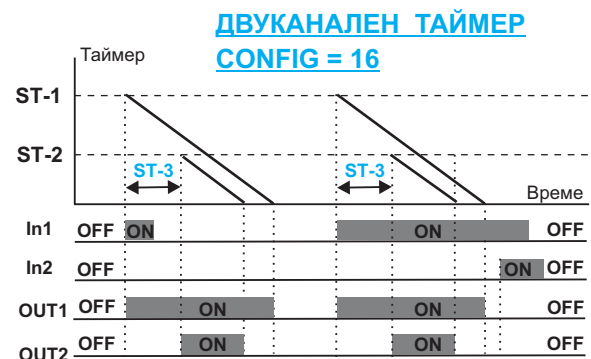 ДВУКАНАЛЕН ТАЙМЕР
CONFIG = 16
Таймер
ST-1
ST-2
ST-3 ST-3
Време
In1 OFF ON ON OFF
In2 OFF ON OFF
OUT1 OFF ON ON OFF
OUT2 OFF ON ON OFF